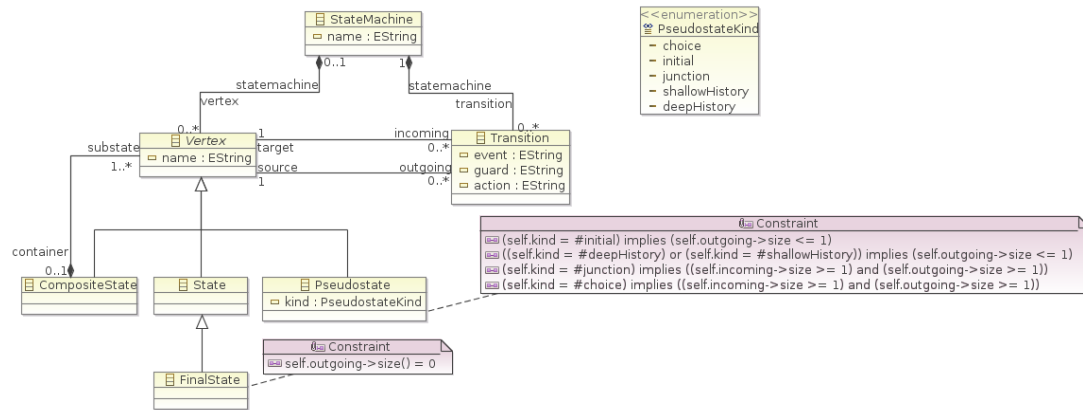 StateMachine
name : EString
<<enumeration>>
PseudostateKind
choice
initial
junction
shallowHistory
deepHistory
0..1
1
statemachine
vertex
statemachine
transition
0..*
0..*
Vertex
name : EString
1
target
incoming
0..*
source
1
outgoing
0..*
Transition
event : EString
guard : EString
action : EString
substate
1..*
container
0..1
CompositeState
State
Pseudostate
kind : PseudostateKind
Constraint
(self.kind = #initial) implies (self.outgoing->size <= 1)
((self.kind = #deepHistory) or (self.kind = #shallowHistory)) implies (self.outgoing->size <= 1)
(self.kind = #junction) implies ((self.incoming->size >= 1) and (self.outgoing->size >= 1))
(self.kind = #choice) implies ((self.incoming->size >= 1) and (self.outgoing->size >= 1))
Constraint
self.outgoing->size() = 0
FinalState